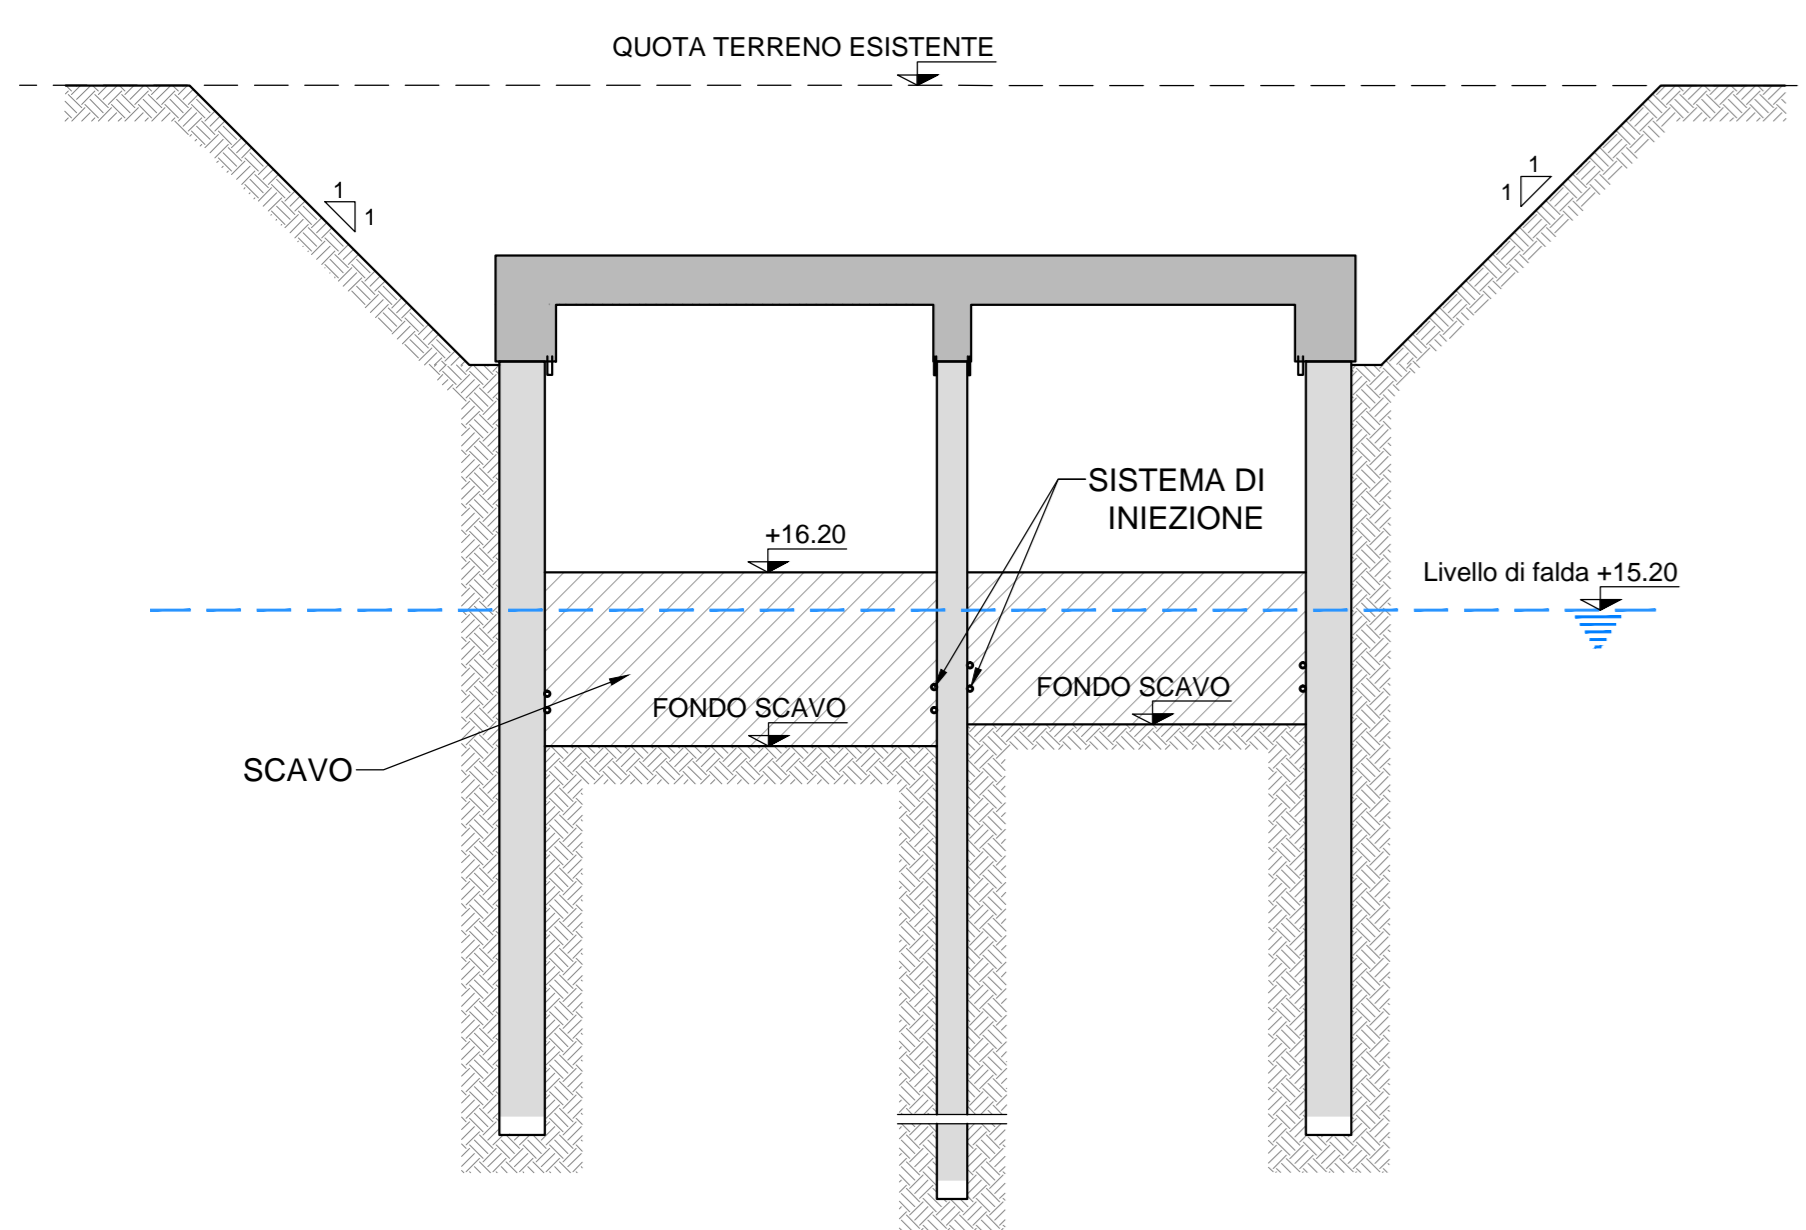 QUOTA TERRENO ESISTENTE
1
1
1
1
SISTEMA DI
INIEZIONE
+16.20
Livello di falda +15.20
FONDO SCAVO
FONDO SCAVO
SCAVO